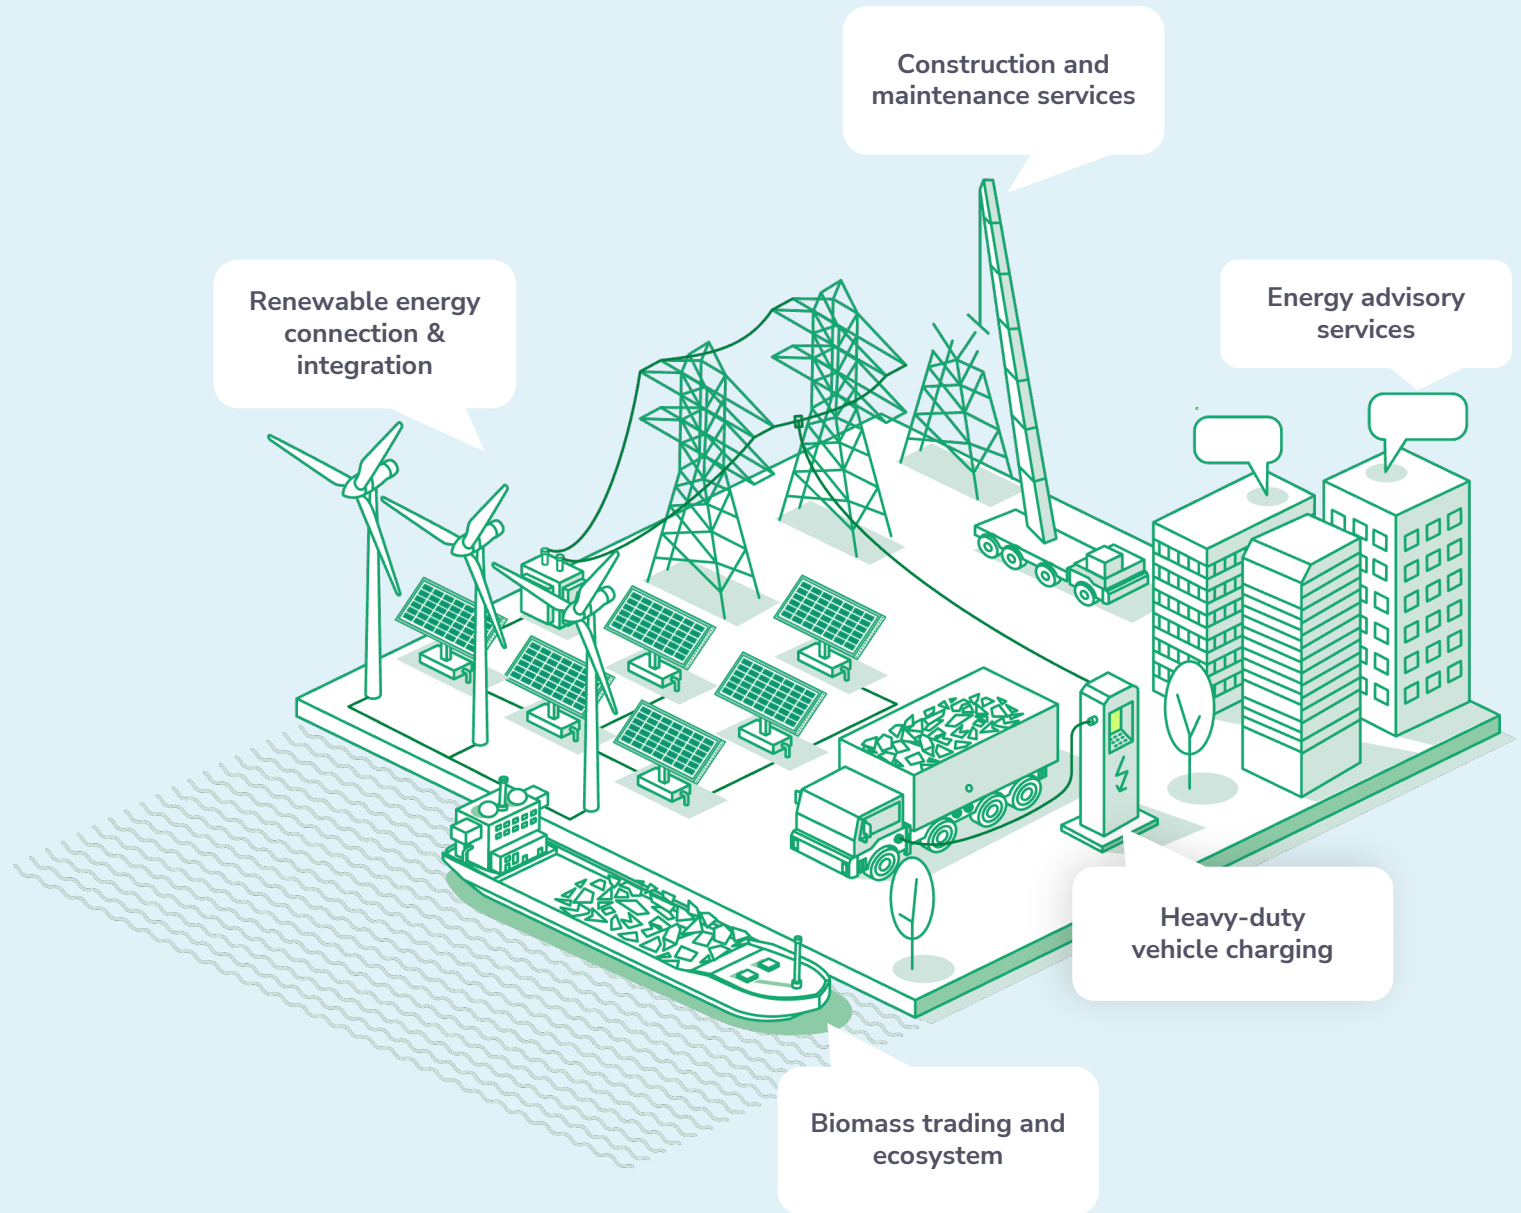 Construction and
maintenance services
Renewable energy
connection &
integration
Energy advisory
services
Heavy-duty
vehicle charging
Biomass trading and
ecosystem